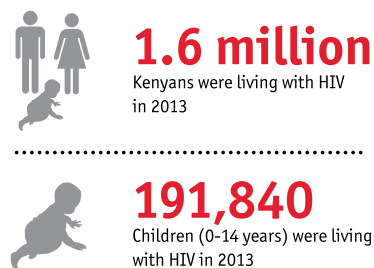 1.6 million
Kenyans were living with HIV
in 2013
191,840
Children (0-14 years) were living
with HIV in 2013